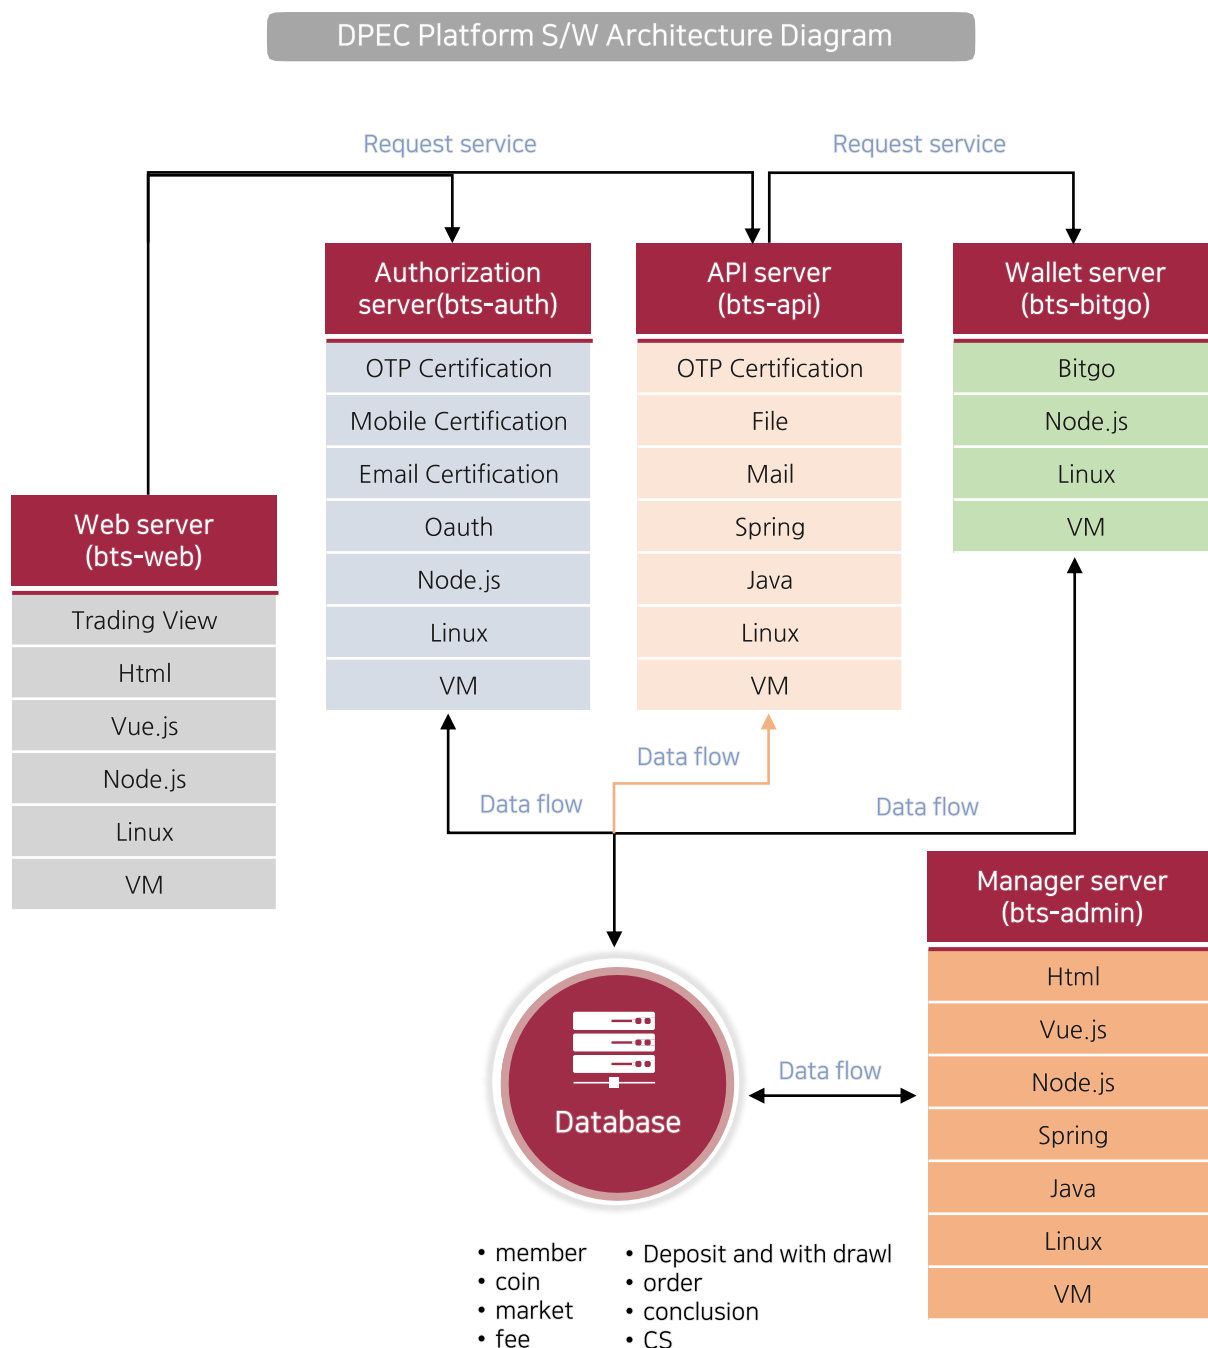 DPEC Platform S/W Architecture Diagram
Request service
Request service
Authorization
server(bts-auth)
OTP Certification
Mobile Certification
Email Certification
Oauth
Node.js
Linux
VM
API server
(bts-api)
OTP Certification
File
Mail
Spring
Java
Linux
VM
Wallet server
(bts-bitgo)
Bitgo
Node.js
Linux
VM
Web server
(bts-web)
Trading View
Html
Vue.js
Node.js
Linux
VM
Data flow
Data flow
Data flow
Manager server
(bts-admin)
Html
Vue.js
Node.js
Spring
Java
Linux
VM
Data flow
Database
• member
• coin
• market
• fee
• Deposit and with drawl
• order
• conclusion
• CS